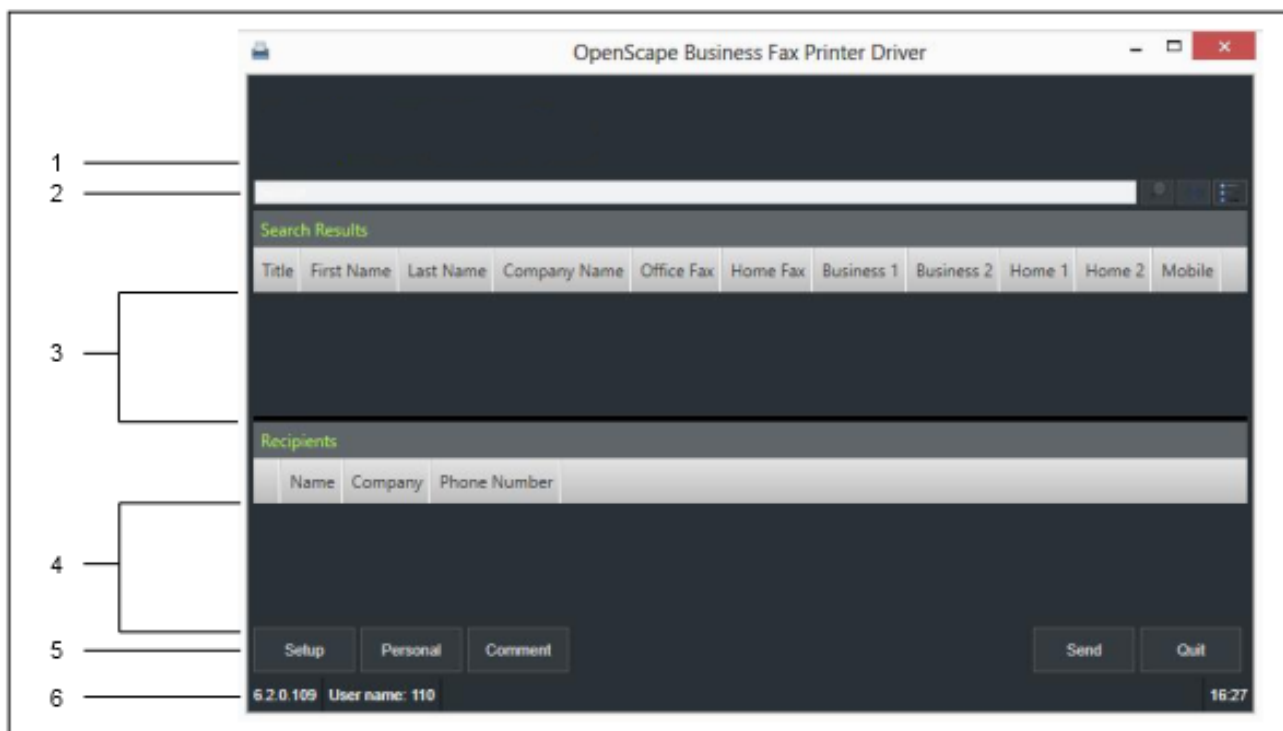 OpenScape Business Fax Printer Driver
1
2
Search Results
Title First Name Last Name Company Name Office Fax Home Fax Business 1 Business 2 Home 1 Home 2 Mobile
3
Recipients
Name Company Phone Number
4
5 Setup Personal Comment Send Quit
6 6.2.0.109 User name: 110 16:27